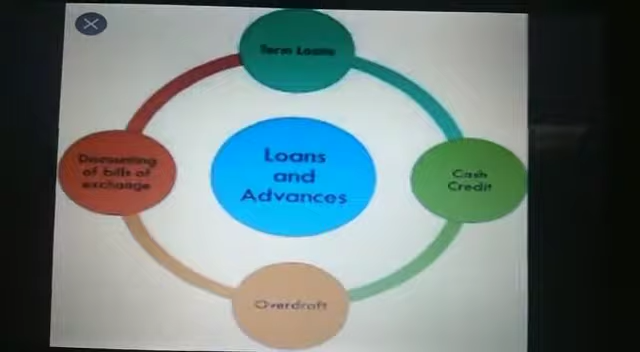 Term Loans
Loans
and
Advances
Discounting
of bills of
exchange
Cash
Credit
Overdraft